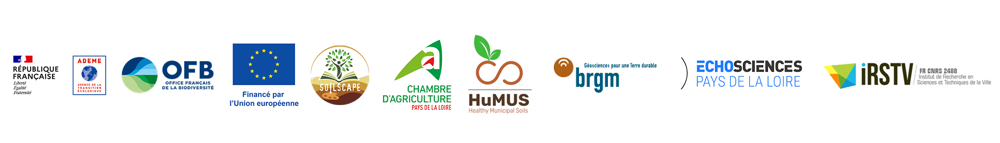 RÉPUBLIQUE
FRANÇAISE
Liberté
Égalité
Fraternité
ADEME
AGENCE DE LA
TRANSITION
ÉCOLOGIQUE
OFB
OFFICE FRANÇAIS
DE LA BIODIVERSITÉ
Financé par
l'Union européenne
SOILSCAPE
CHAMBRE
D'AGRICULTURE
PAYS DE LA LOIRE
HuMUS
Healthy Municipal Soils
Géosciences pour une Terre durable
brgm
ECHOSCIENCES
PAYS DE LA LOIRE
iRSTV
FR CNRS 2488
Institut de Recherche en
Sciences et Techniques de la Ville